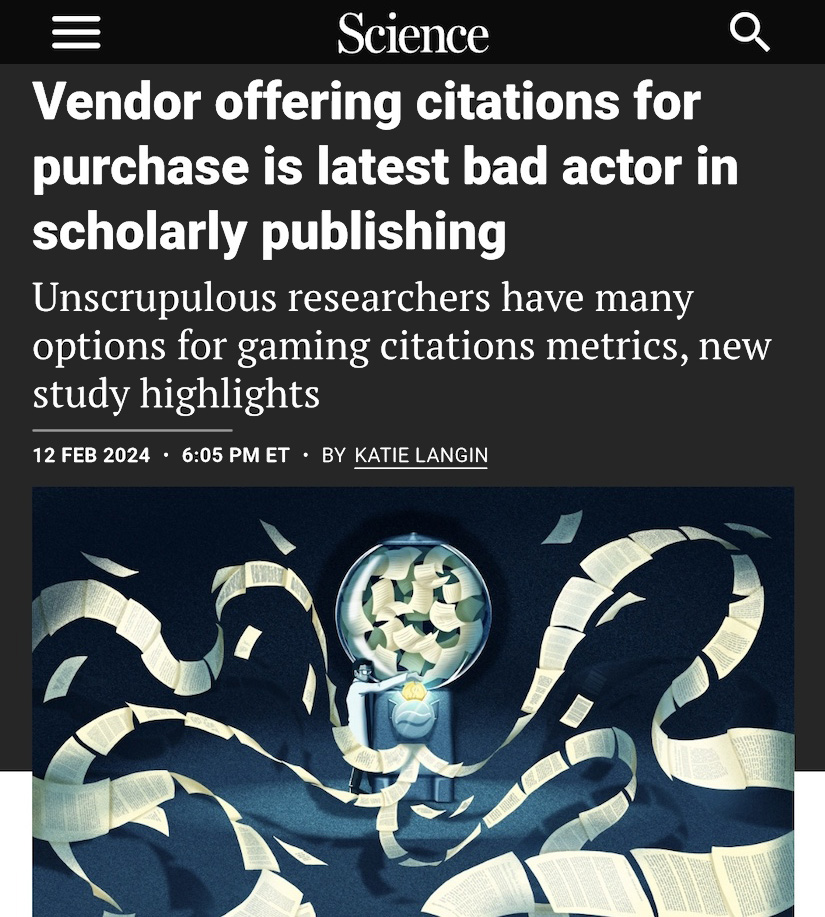 Science
Vendor offering citations for
purchase is latest bad actor in
scholarly publishing
Unscrupulous researchers have many
options for gaming citations metrics, new
study highlights
12 FEB 2024 • 6:05 PM ET • BY KATIE LANGIN